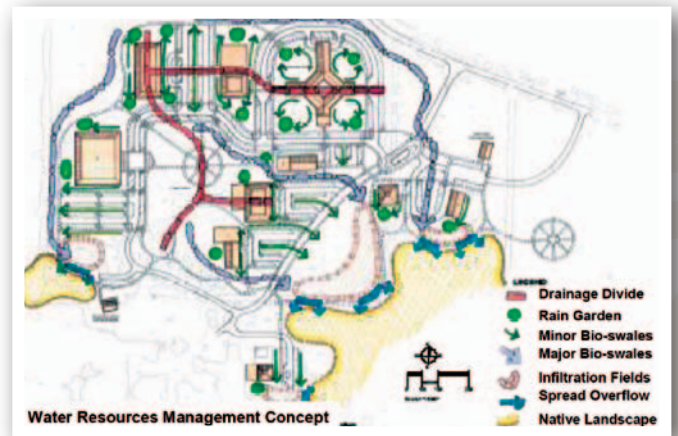 LEGEND
Drainage Divide
Rain Garden
Minor Bio-swales
Major Bio-swales
Infiltration Fields
Spread Overflow
Native Landscape
Water Resources Management Concept